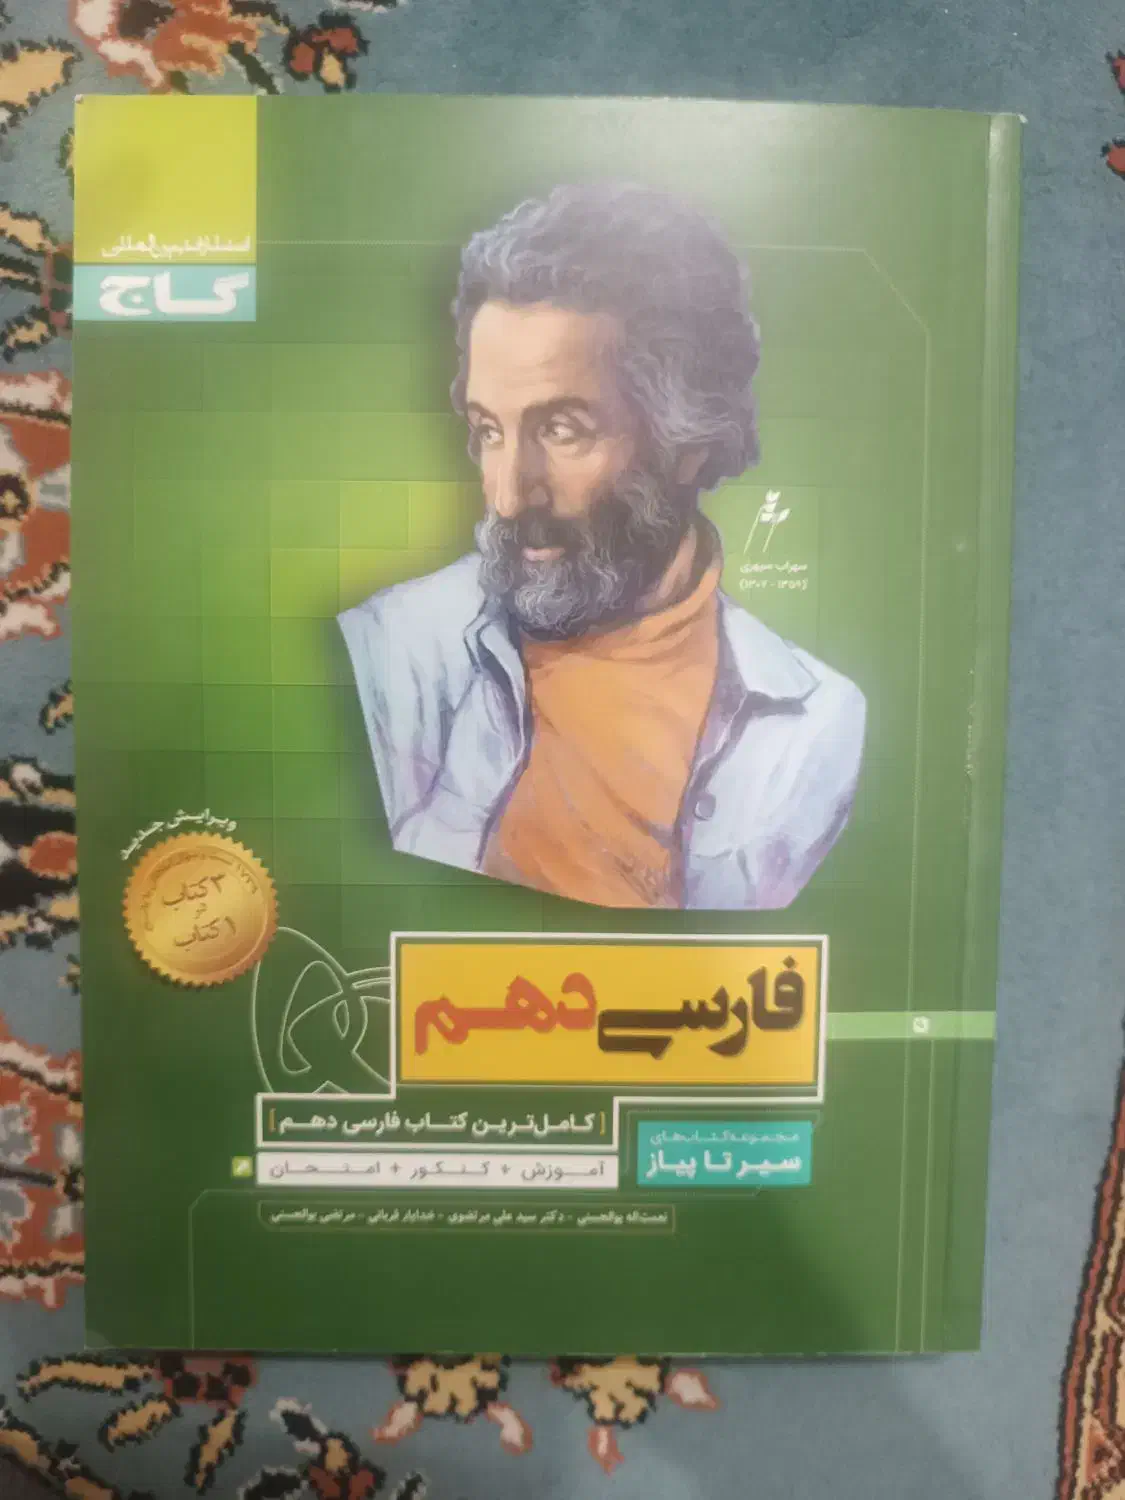 انتشارات بین‌المللی
گاج
سهراب سپهری
(۱۳۰۷ - ۱۳۵۹)
ویرایش جدید
۳ کتاب
در
۱ کتاب
فارسی دهم
[کامل‌ترین کتاب فارسی دهم]
مجموعه کتاب‌های
سیر تا پیاز
آموزش + کنکور + امتحان
نعمت‌اله بوالحسنی - دکتر سید علی مرتضوی - خدایار قربانی - مرتضی بوالحسنی